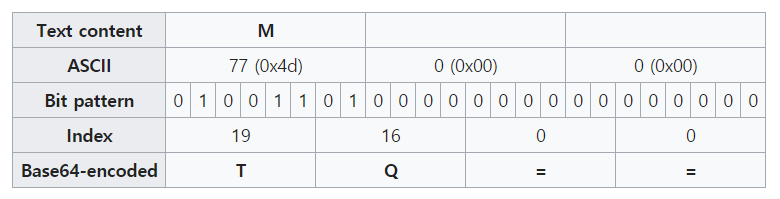 Text content M
ASCII 77 (0x4d) 0 (0x00) 0 (0x00)
Bit pattern 0 1 0 0 1 1 0 1 0 0 0 0 0 0 0 0 0 0 0 0 0 0 0 0
Index 19 16 0 0
Base64-encoded T Q = =